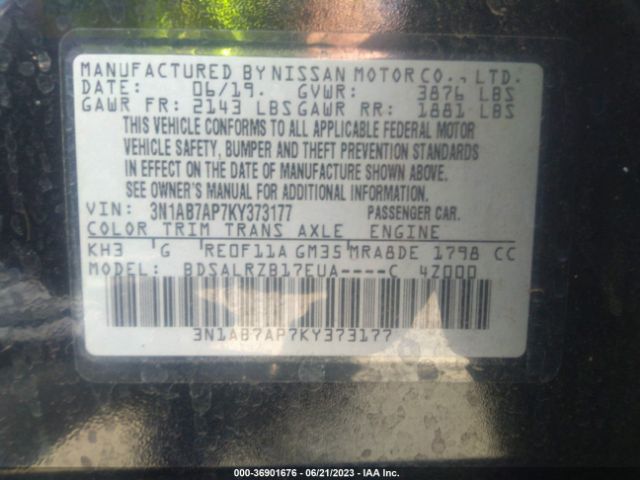 MANUFACTURED BY NISSAN MOTOR CO., LTD.
DATE: 06/19. GVWR: 3876 LBS
GAWR FR: 2143 LBS GAWR RR: 1881 LBS
THIS VEHICLE CONFORMS TO ALL APPLICABLE FEDERAL MOTOR
VEHICLE SAFETY, BUMPER AND THEFT PREVENTION STANDARDS
IN EFFECT ON THE DATE OF MANUFACTURE SHOWN ABOVE.
SEE OWNER'S MANUAL FOR ADDITIONAL INFORMATION.
VIN: 3N1AB7AP7KY373177 PASSENGER CAR.
COLOR TRIM TRANS AXLE ENGINE
KH3 G RE0F11A GM35 MRA8DE 1798 CC
MODEL: BDSALRZB17EUA----C 4Z000
3N1AB7AP7KY373177
000-36901676 - 06/21/2023 - IAA Inc.